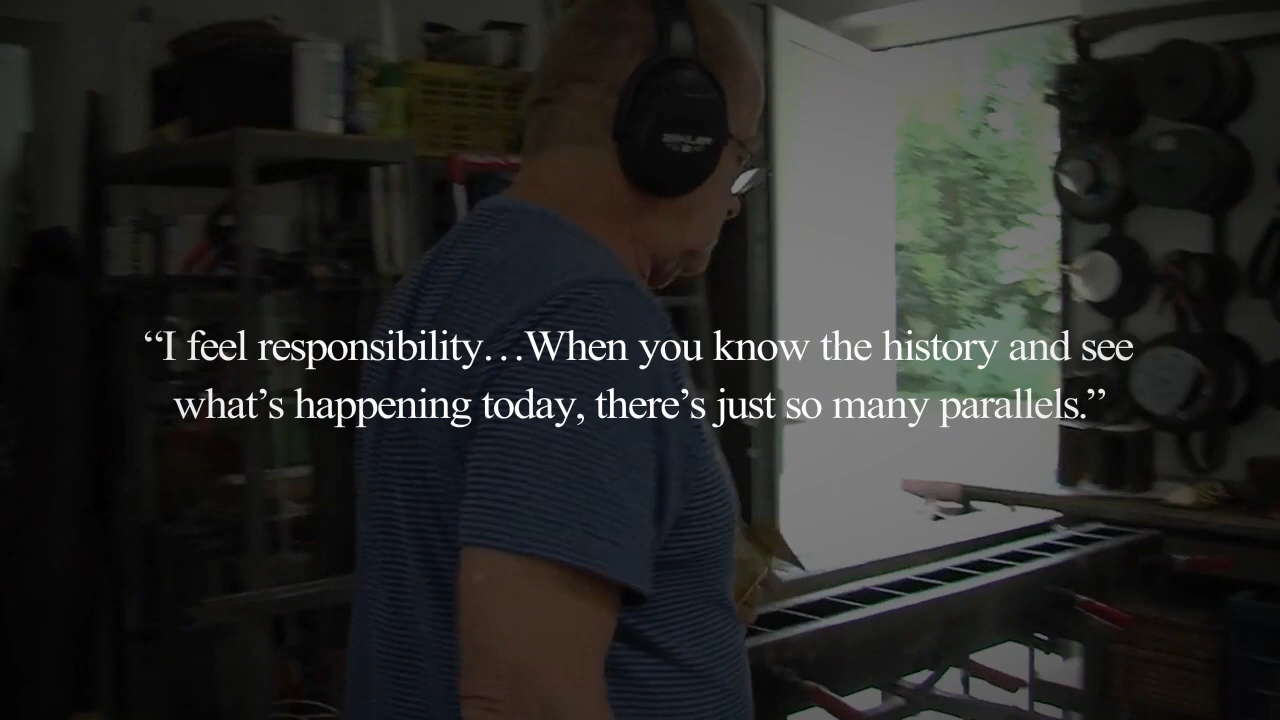 “I feel responsibility…When you know the history and see
what’s happening today, there’s just so many parallels.”